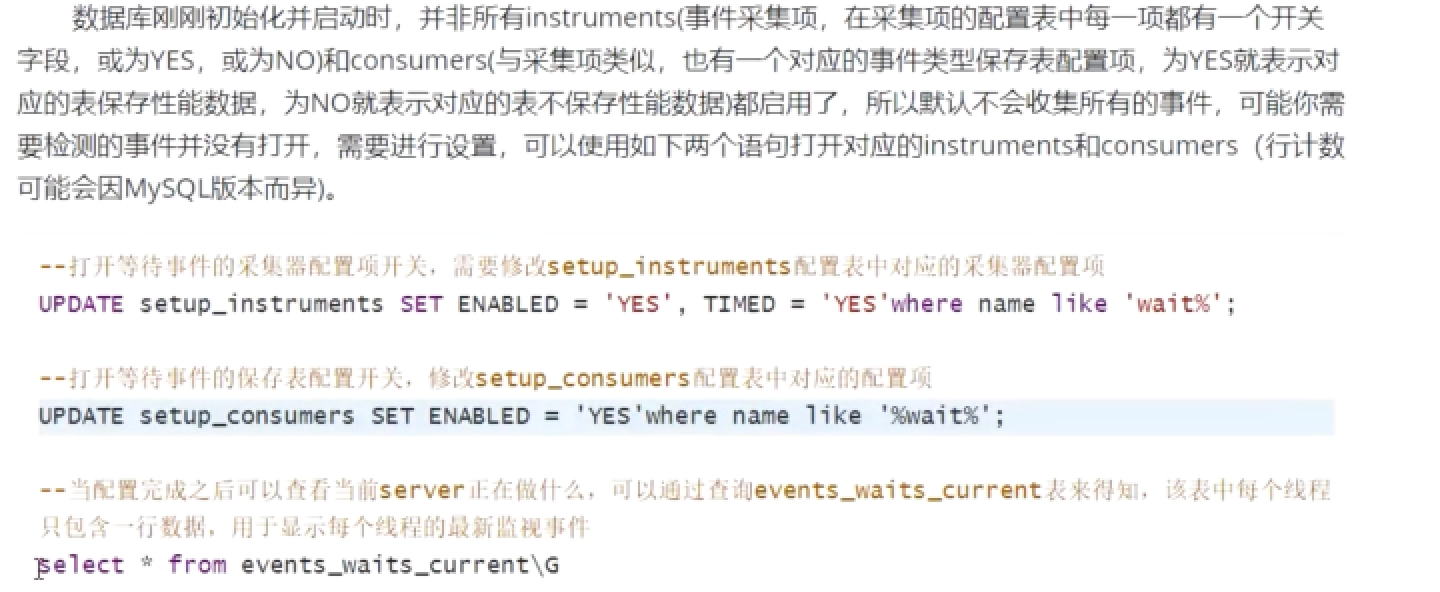 数据库刚刚初始化并启动时，并非所有instruments(事件采集项，在采集项的配置表中每一项都有一个开关
字段，或为YES，或为NO)和consumers(与采集项类似，也有一个对应的事件类型保存表配置项，为YES就表示对
应的表保存性能数据，为NO就表示对应的表不保存性能数据)都启用了，所以默认不会收集所有的事件，可能你需
要检测的事件并没有打开，需要进行设置，可以使用如下两个语句打开对应的instruments和consumers（行计数
可能会因MySQL版本而异)。
--打开等待事件的采集器配置项开关，需要修改setup_instruments配置表中对应的采集器配置项
UPDATE setup_instruments SET ENABLED = 'YES', TIMED = 'YES'where name like 'wait%';
--打开等待事件的保存表配置开关，修改setup_consumers配置表中对应的配置项
UPDATE setup_consumers SET ENABLED = 'YES'where name like '%wait%';
--当配置完成之后可以查看当前server正在做什么，可以通过查询events_waits_current表来得知，该表中每个线程
只包含一行数据，用于显示每个线程的最新监视事件
select * from events_waits_current\G